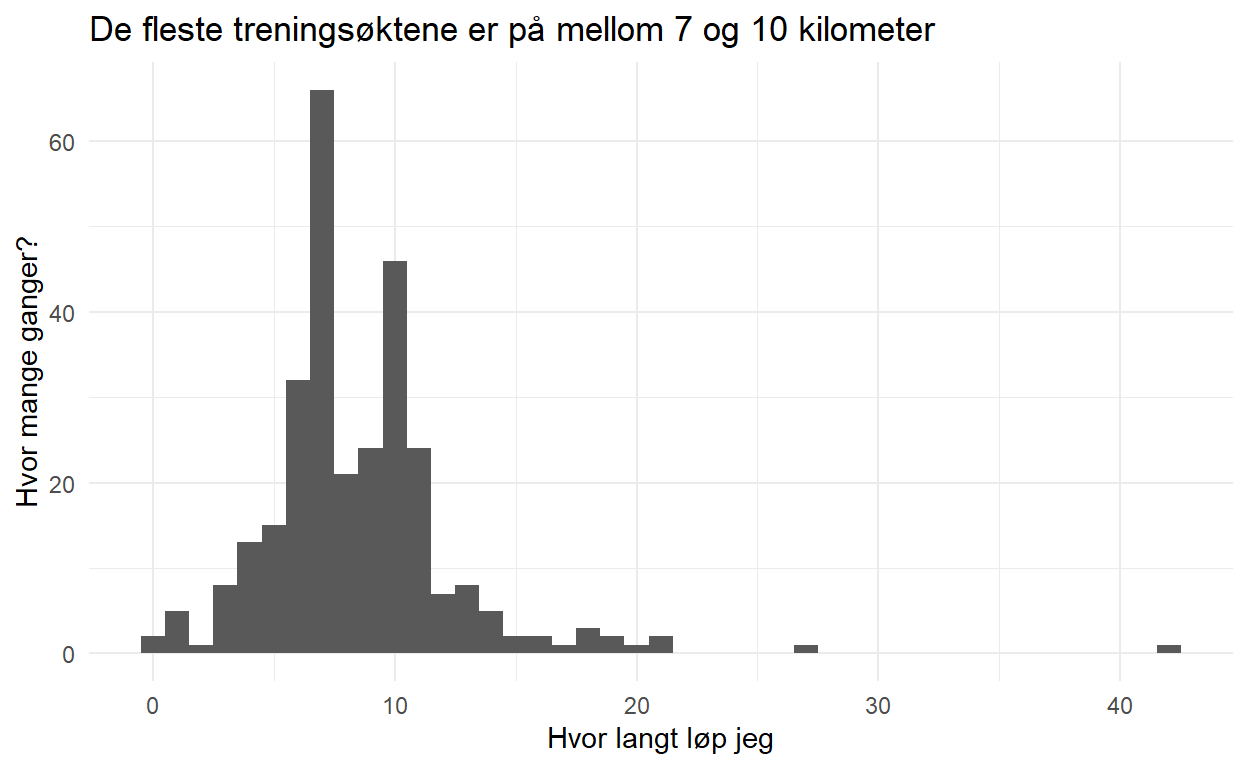 De fleste treningsøktene er på mellom 7 og 10 kilometer
Hvor mange ganger?
60
40
20
0
0 10 20 30 40
Hvor langt løp jeg